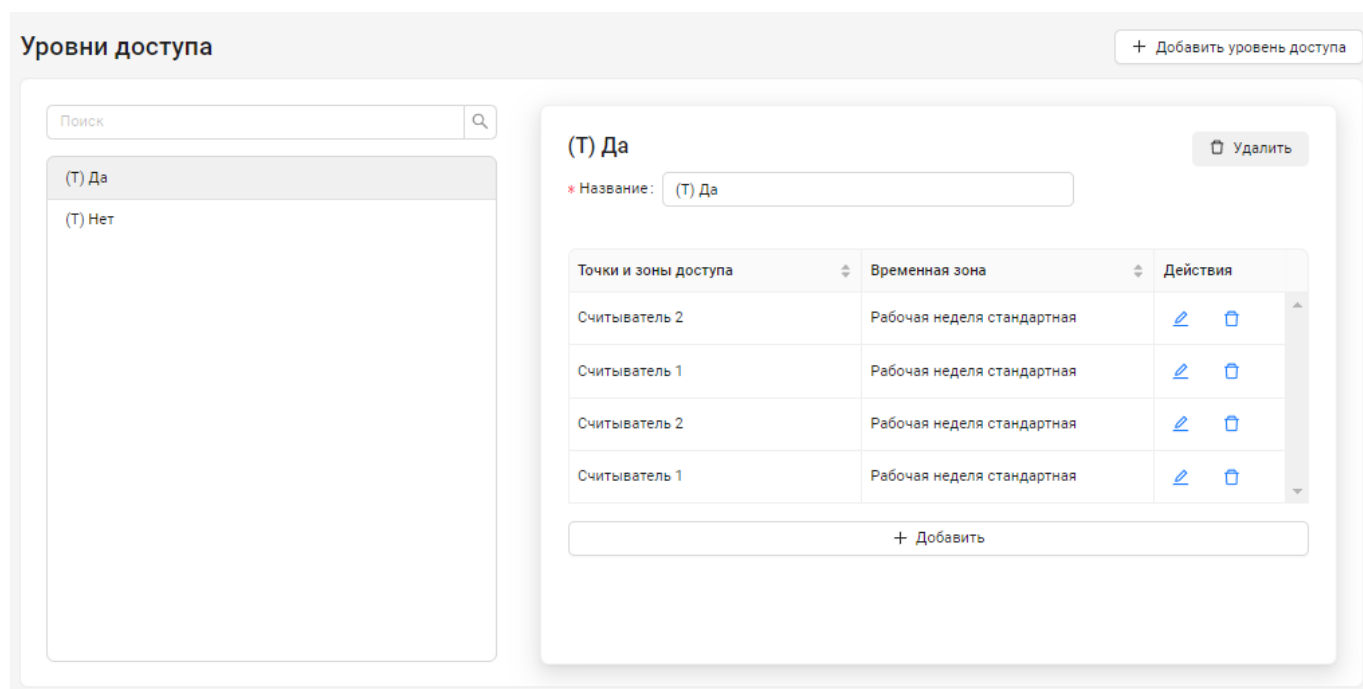 Уровни доступа
+ Добавить уровень доступа
Поиск
(Т) Да
(Т) Нет
(Т) Да
Удалить
* Название: (Т) Да
Точки и зоны доступа Временная зона Действия
Считыватель 2 Рабочая неделя стандартная
Считыватель 1 Рабочая неделя стандартная
Считыватель 2 Рабочая неделя стандартная
Считыватель 1 Рабочая неделя стандартная
+ Добавить